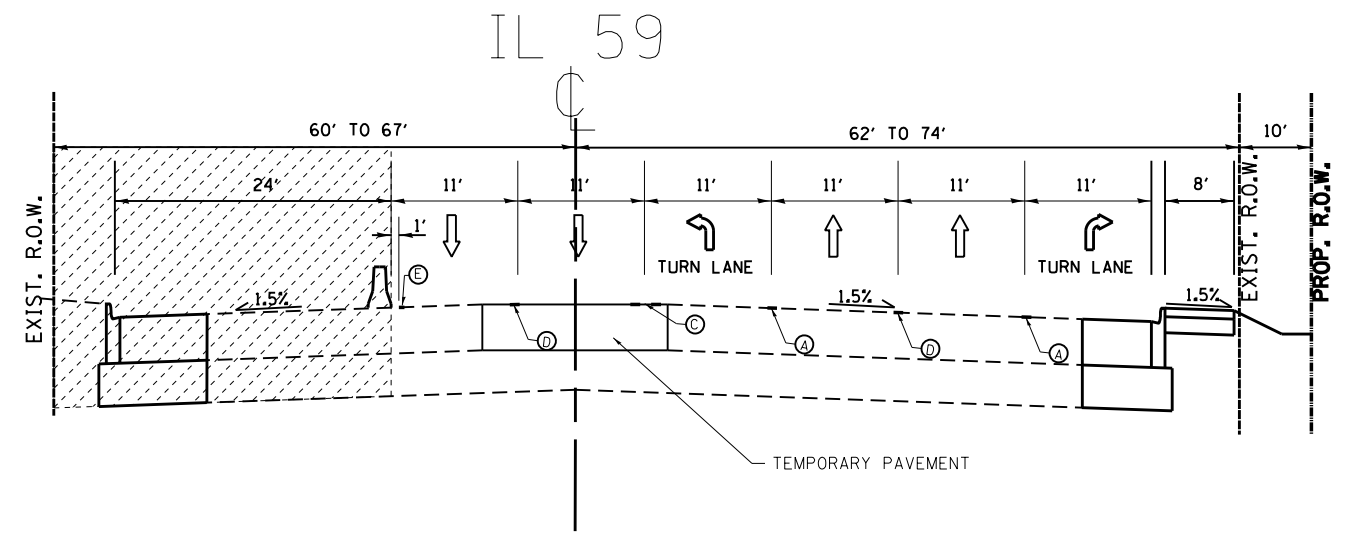 IL 59
℄
60' TO 67'
62' TO 74'
10'
24'
11'
11'
11'
11'
11'
11'
8'
1'
TURN LANE
TURN LANE
E
1.5%
1.5%
1.5%
D
C
A
D
A
EXIST. R.O.W.
EXIST. R.O.W.
PROP. R.O.W.
TEMPORARY PAVEMENT